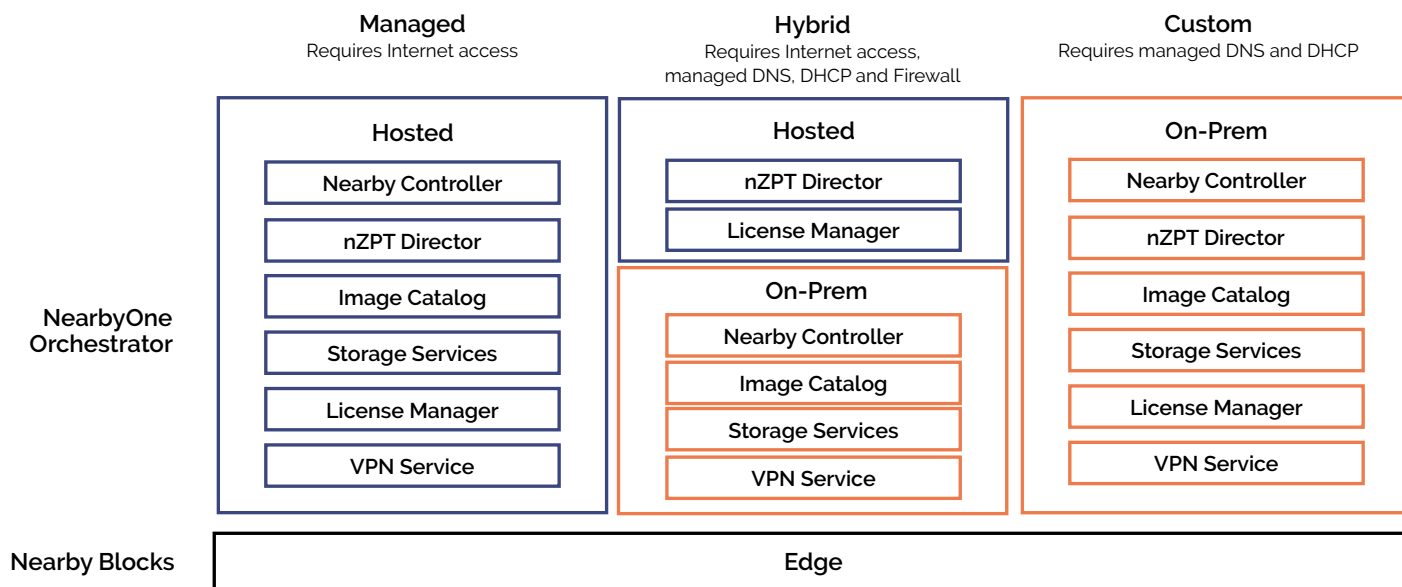 Managed
Requires Internet access
Hybrid
Requires Internet access,
managed DNS, DHCP and Firewall
Custom
Requires managed DNS and DHCP
NearbyOne
Orchestrator
Hosted
Nearby Controller
nZPT Director
Image Catalog
Storage Services
License Manager
VPN Service
Hosted
nZPT Director
License Manager
On-Prem
Nearby Controller
Image Catalog
Storage Services
VPN Service
On-Prem
Nearby Controller
nZPT Director
Image Catalog
Storage Services
License Manager
VPN Service
Nearby Blocks
Edge